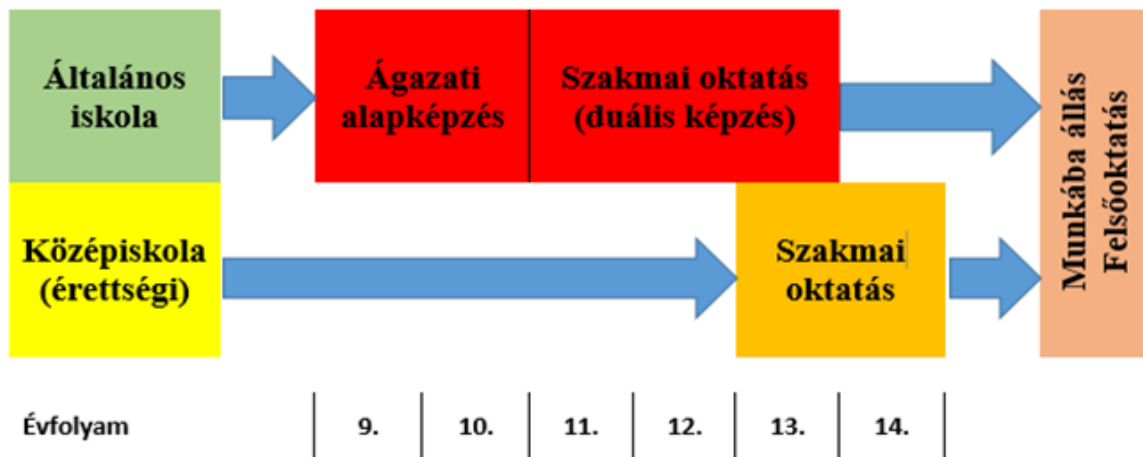 Általános
iskola
Ágazati
alapképzés
Szakmai oktatás
(duális képzés)
Középiskola
(érettségi)
Szakmai
oktatás
Munkába állás
Felsőoktatás
Évfolyam 9. 10. 11. 12. 13. 14.